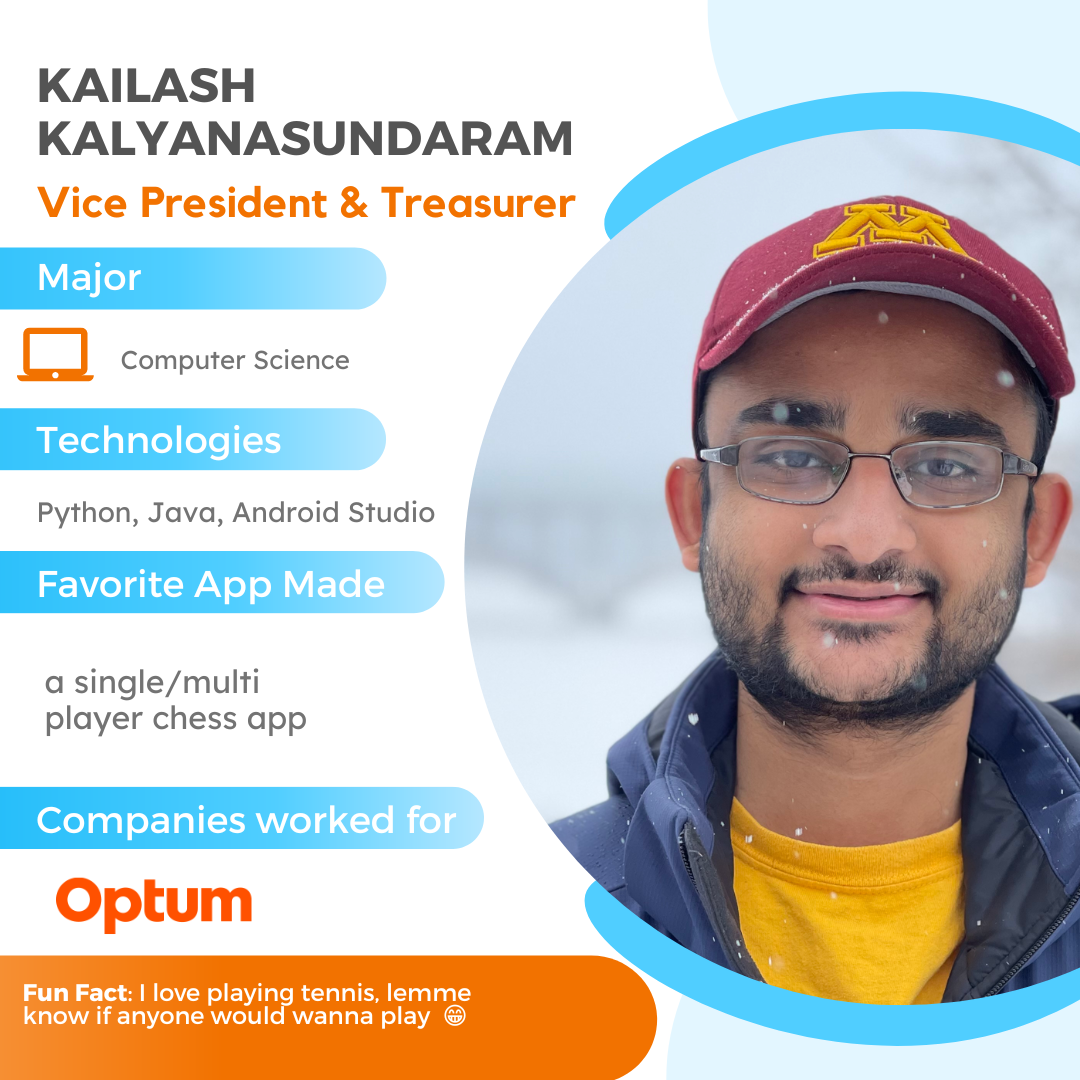 KAILASH
KALYANASUNDARAM
Vice President & Treasurer
Major
Computer Science
Technologies
Python, Java, Android Studio
Favorite App Made
a single/multi
player chess app
Companies worked for
Optum
Fun Fact: I love playing tennis, lemme
know if anyone would wanna play 😁
M